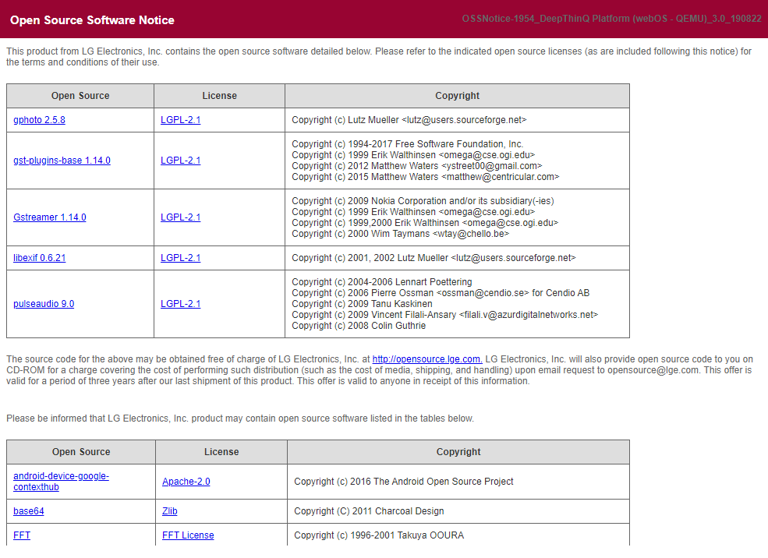 Open Source Software Notice
OSSNotice-1954_DeepThinQ Platform (webOS - QEMU)_3.0_190822
This product from LG Electronics, Inc. contains the open source software detailed below. Please refer to the indicated open source licenses (as are included following this notice) for
the terms and conditions of their use.
Open Source License Copyright
gphoto 2.5.8 LGPL-2.1 Copyright (c) Lutz Mueller <lutz@users.sourceforge.net>
gst-plugins-base 1.14.0 LGPL-2.1
Copyright (c) 1994-2017 Free Software Foundation, Inc.
Copyright (c) 1999 Erik Walthinsen <omega@cse.ogi.edu>
Copyright (c) 2012 Matthew Waters <ystreet00@gmail.com>
Copyright (c) 2015 Matthew Waters <matthew@centricular.com>
Gstreamer 1.14.0 LGPL-2.1
Copyright (c) 2009 Nokia Corporation and/or its subsidiary(-ies)
Copyright (c) 1999 Erik Walthinsen <omega@cse.ogi.edu>
Copyright (c) 1999,2000 Erik Walthinsen <omega@cse.ogi.edu>
Copyright (c) 2000 Wim Taymans <wtay@chello.be>
libexif 0.6.21 LGPL-2.1 Copyright (c) 2001, 2002 Lutz Mueller <lutz@users.sourceforge.net>
pulseaudio 9.0 LGPL-2.1
Copyright (c) 2004-2006 Lennart Poettering
Copyright (c) 2006 Pierre Ossman <ossman@cendio.se> for Cendio AB
Copyright (c) 2009 Tanu Kaskinen
Copyright (c) 2009 Vincent Filali-Ansary <filali.v@azurdigitalnetworks.net>
Copyright (c) 2008 Colin Guthrie
The source code for the above may be obtained free of charge of LG Electronics, Inc. at http://opensource.lge.com. LG Electronics, Inc. will also provide open source code to you on
CD-ROM for a charge covering the cost of performing such distribution (such as the cost of media, shipping, and handling) upon email request to opensource@lge.com. This offer is
valid for a period of three years after our last shipment of this product. This offer is valid to anyone in receipt of this information.
Please be informed that LG Electronics, Inc. product may contain open source software listed in the tables below.
Open Source License Copyright
android-device-google-
contexthub Apache-2.0 Copyright (c) 2016 The Android Open Source Project
base64 Zlib Copyright (C) 2011 Charcoal Design
FFT FFT License Copyright (C) 1996-2001 Takuya OOURA